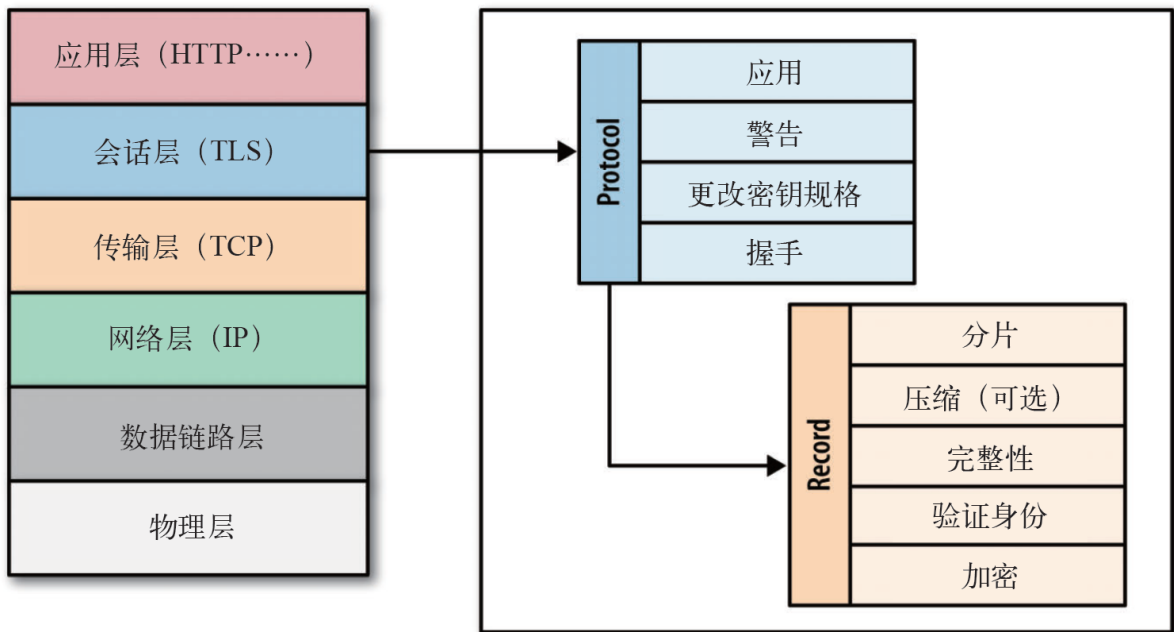 应用层（HTTP……）
会话层（TLS）
传输层（TCP）
网络层（IP）
数据链路层
物理层
Protocol
应用
警告
更改密钥规格
握手
Record
分片
压缩（可选）
完整性
验证身份
加密